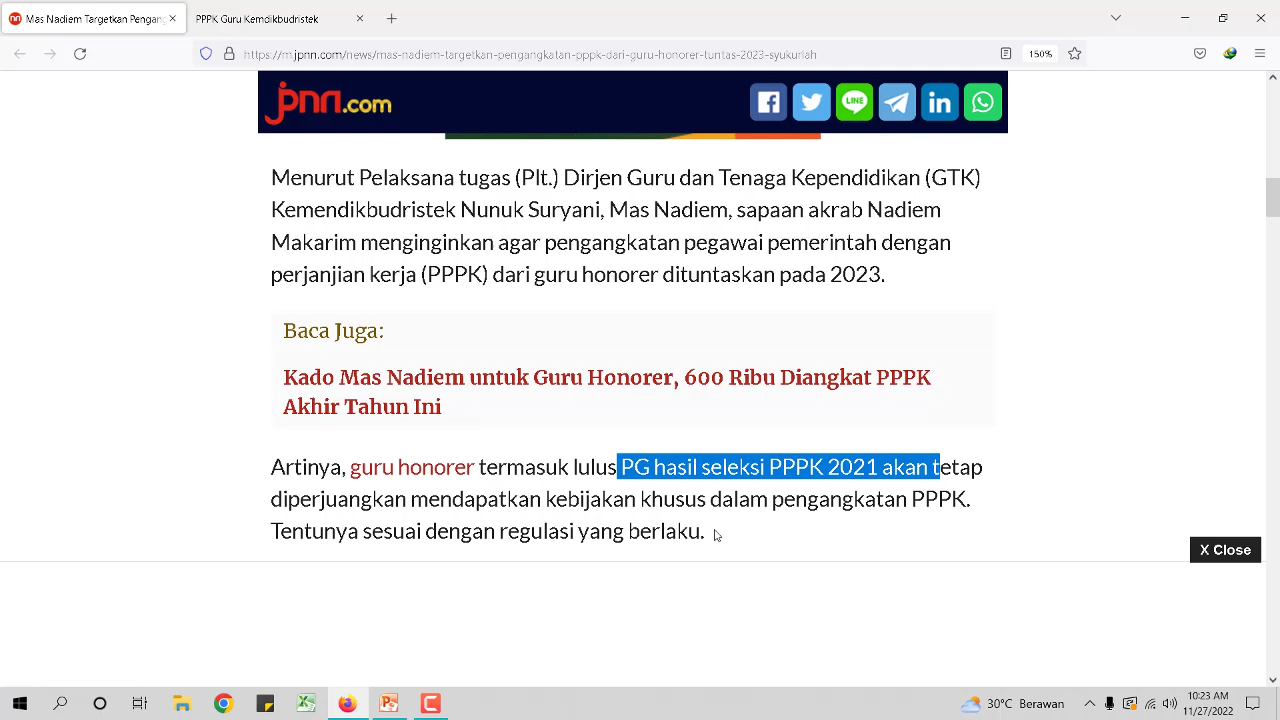 Mas Nadiem Targetkan Pengang
PPPK Guru Kemdikbudristek
https://m.jpnn.com/news/mas-nadiem-targetkan-pengangkatan-pppk-dari-guru-honorer-tuntas-2023-syukurlah
150%
jpnn.com
LINE
in
Menurut Pelaksana tugas (Plt.) Dirjen Guru dan Tenaga Kependidikan (GTK)
Kemendikbudristek Nunuk Suryani, Mas Nadiem, sapaan akrab Nadiem
Makarim menginginkan agar pengangkatan pegawai pemerintah dengan
perjanjian kerja (PPPK) dari guru honorer dituntaskan pada 2023.
Baca Juga:
Kado Mas Nadiem untuk Guru Honorer, 600 Ribu Diangkat PPPK
Akhir Tahun Ini
Artinya, guru honorer termasuk lulus PG hasil seleksi PPPK 2021 akan tetap
diperjuangkan mendapatkan kebijakan khusus dalam pengangkatan PPPK.
Tentunya sesuai dengan regulasi yang berlaku.
X Close
30°C Berawan
10:23 AM
11/27/2022